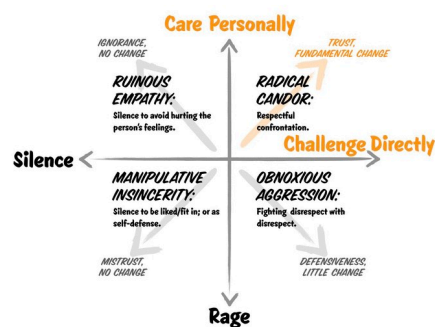 Care Personally
IGNORANCE,
NO CHANGE
TRUST,
FUNDAMENTAL CHANGE
RUINOUS
EMPATHY:
Silence to avoid hurting the
person's feelings.
RADICAL
CANDOR:
Respectful
confrontation.
Silence
Challenge Directly
MANIPULATIVE
INSINCERITY:
Silence to be liked/fit in; or as
self-defense.
OBNOXIOUS
AGGRESSION:
Fighting disrespect with
disrespect.
MISTRUST,
NO CHANGE
DEFENSIVENESS,
LITTLE CHANGE
Rage